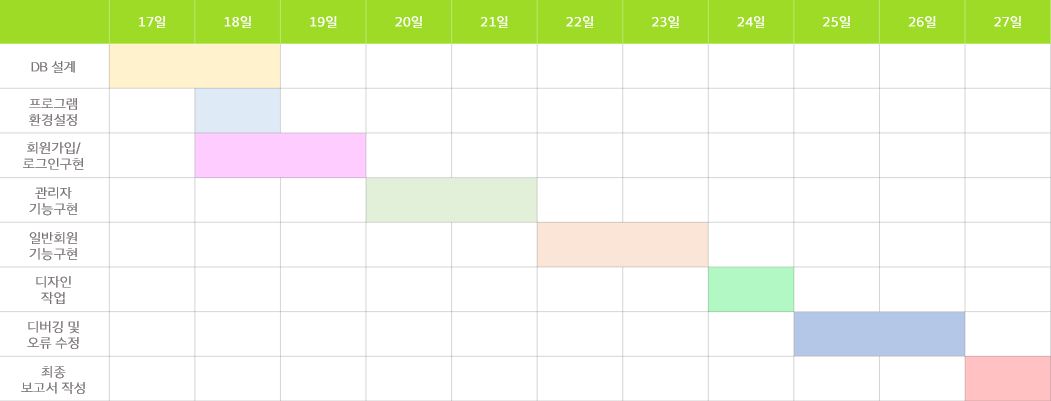 17일 18일 19일 20일 21일 22일 23일 24일 25일 26일 27일
DB 설계
프로그램
환경설정
회원가입/
로그인구현
관리자
기능구현
일반회원
기능구현
디자인
작업
디버깅 및
오류 수정
최종
보고서 작성